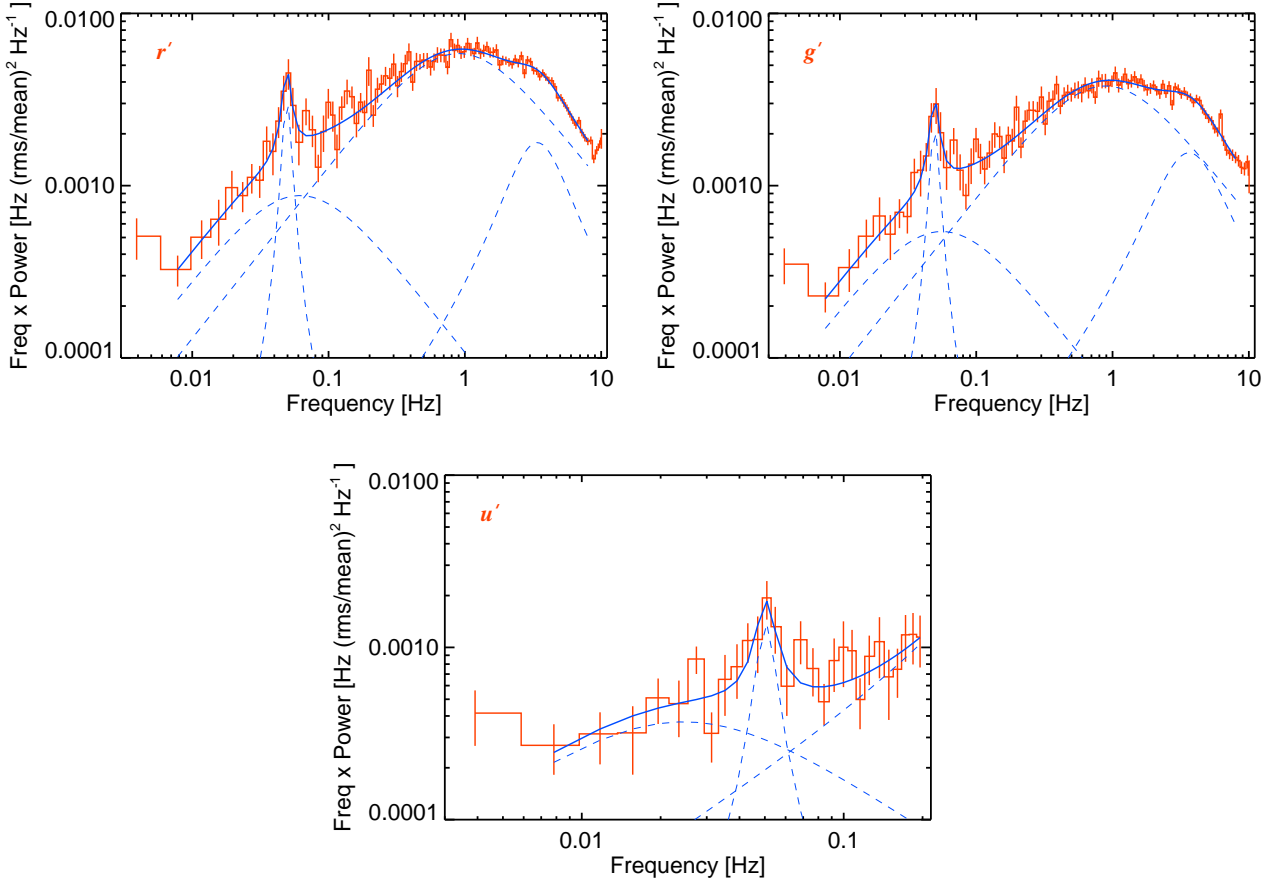 r′
0.0100
0.0010
0.0001
Freq x Power [Hz (rms/mean)² Hz⁻¹ ]
0.01
0.1
1
10
Frequency [Hz]
g′
0.0100
0.0010
0.0001
Freq x Power [Hz (rms/mean)² Hz⁻¹ ]
0.01
0.1
1
10
Frequency [Hz]
u′
0.0100
0.0010
0.0001
Freq x Power [Hz (rms/mean)² Hz⁻¹ ]
0.01
0.1
Frequency [Hz]